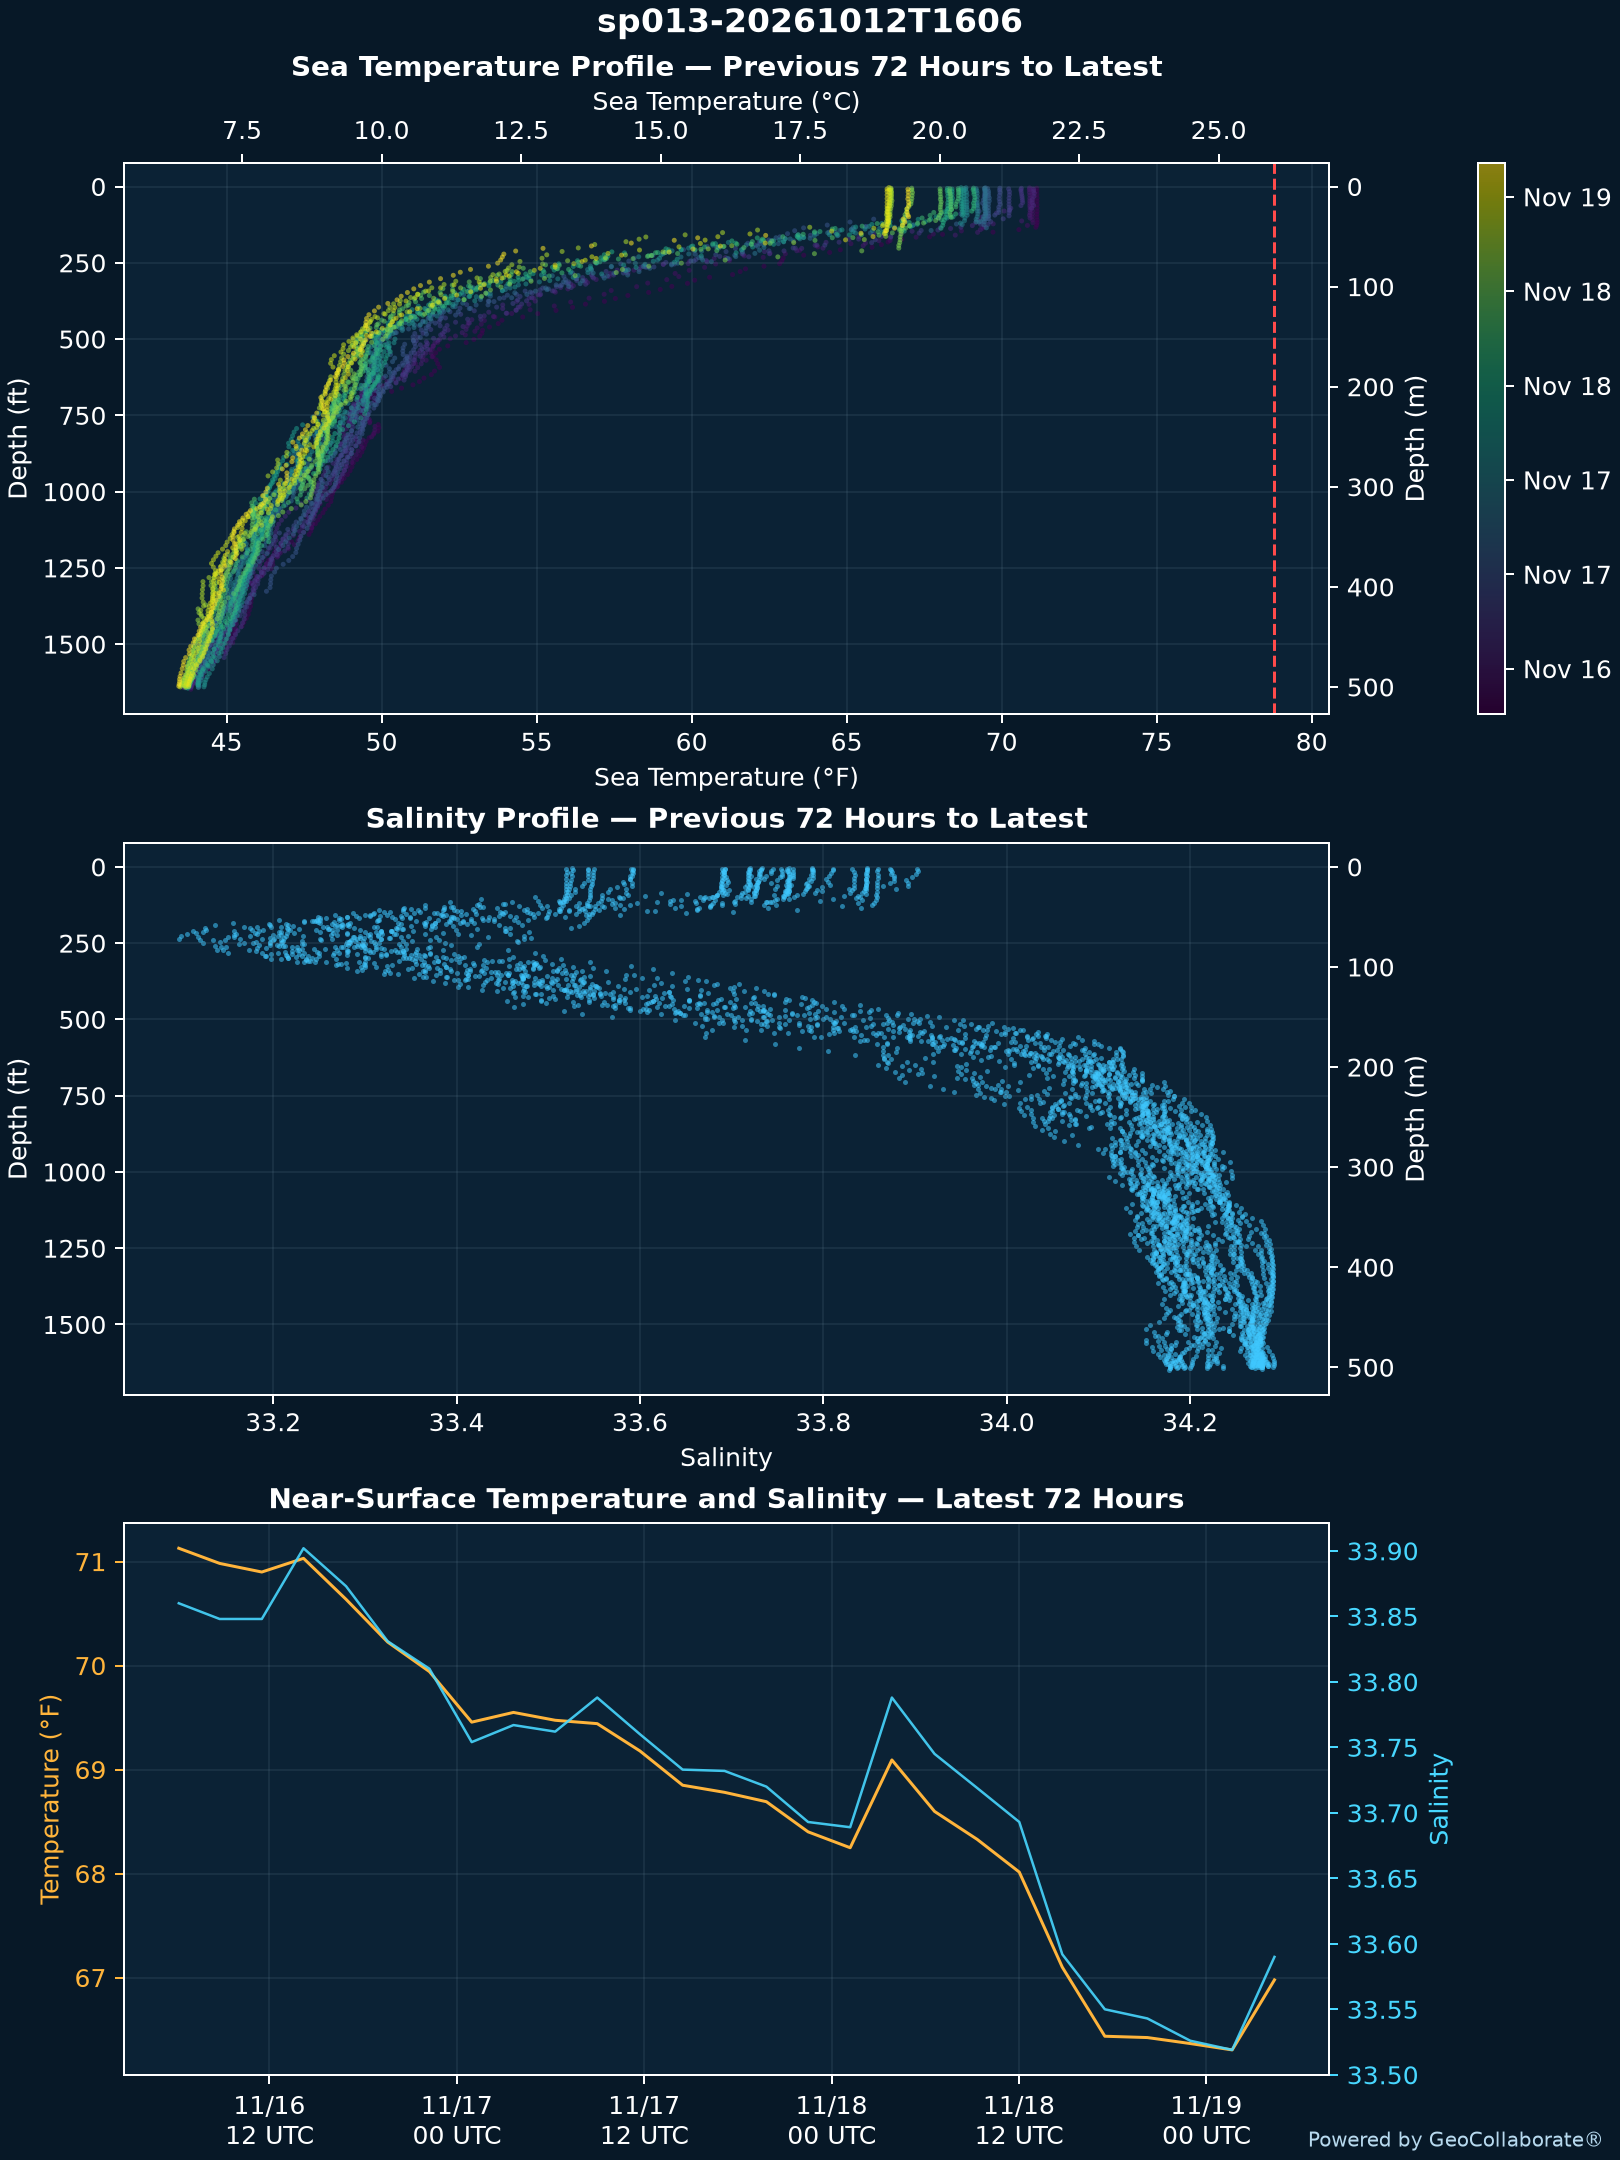 sp013-20261012T1606
Sea Temperature Profile — Previous 72 Hours to Latest
Sea Temperature (°C)
7.5 10.0 12.5 15.0 17.5 20.0 22.5 25.0
0
250
500
750
1000
1250
1500
Depth (ft)
0
100
200
300
400
500
Depth (m)
Nov 19
Nov 18
Nov 18
Nov 17
Nov 17
Nov 16
45 50 55 60 65 70 75 80
Sea Temperature (°F)
Salinity Profile — Previous 72 Hours to Latest
0
250
500
750
1000
1250
1500
Depth (ft)
0
100
200
300
400
500
Depth (m)
33.2 33.4 33.6 33.8 34.0 34.2
Salinity
Near-Surface Temperature and Salinity — Latest 72 Hours
71
70
69
68
67
Temperature (°F)
33.90
33.85
33.80
33.75
33.70
33.65
33.60
33.55
33.50
Salinity
11/16 11/17 11/17 11/18 11/18 11/19
12 UTC 00 UTC 12 UTC 00 UTC 12 UTC 00 UTC
Powered by GeoCollaborate®